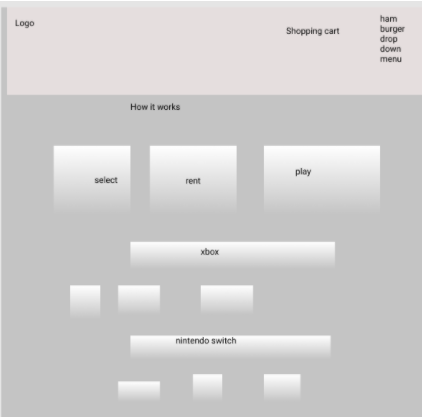 Logo
Shopping cart
ham
burger
drop
down
menu
How it works
select
rent
play
xbox
nintendo switch